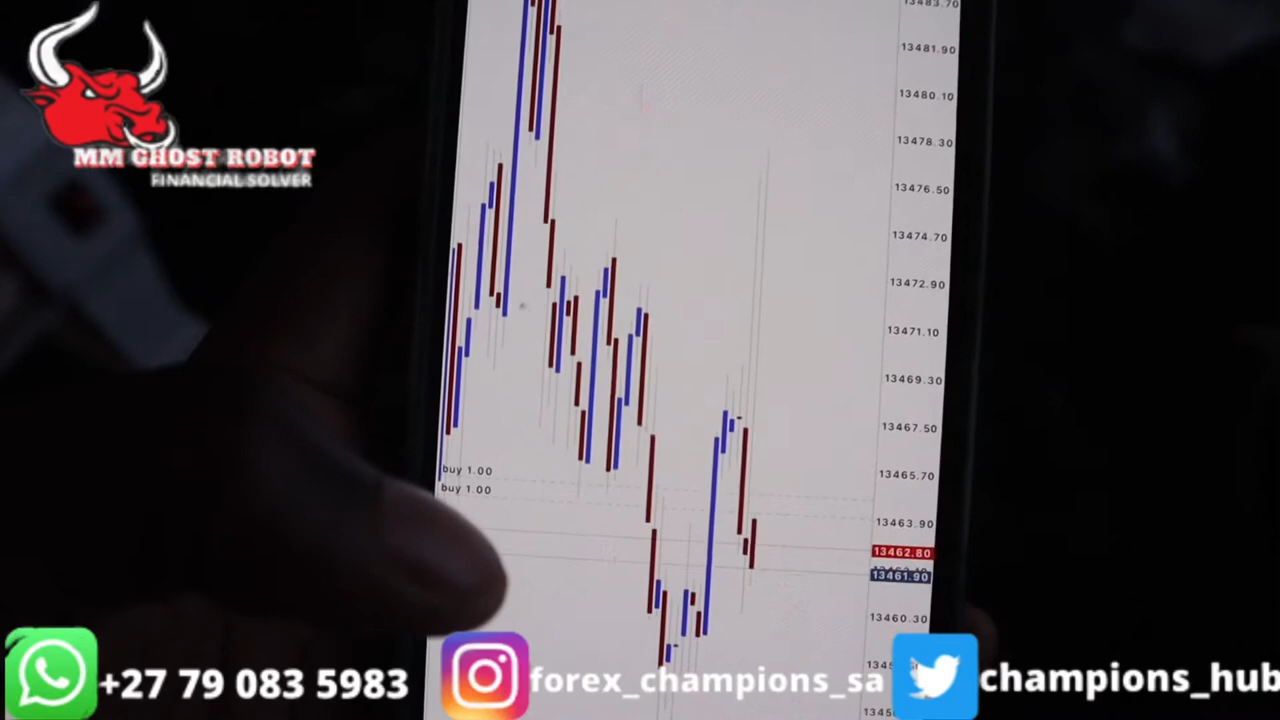 MM GHOST ROBOT
FINANCIAL SOLVER
13483.70
13481.90
13480.10
13478.30
13476.50
13474.70
13472.90
13471.10
13469.30
13467.50
buy 1.00
13465.70
buy 1.00
13463.90
13462.80
13461.90
13460.30
+27 79 083 5983
forex_champions_sa
champions_hub